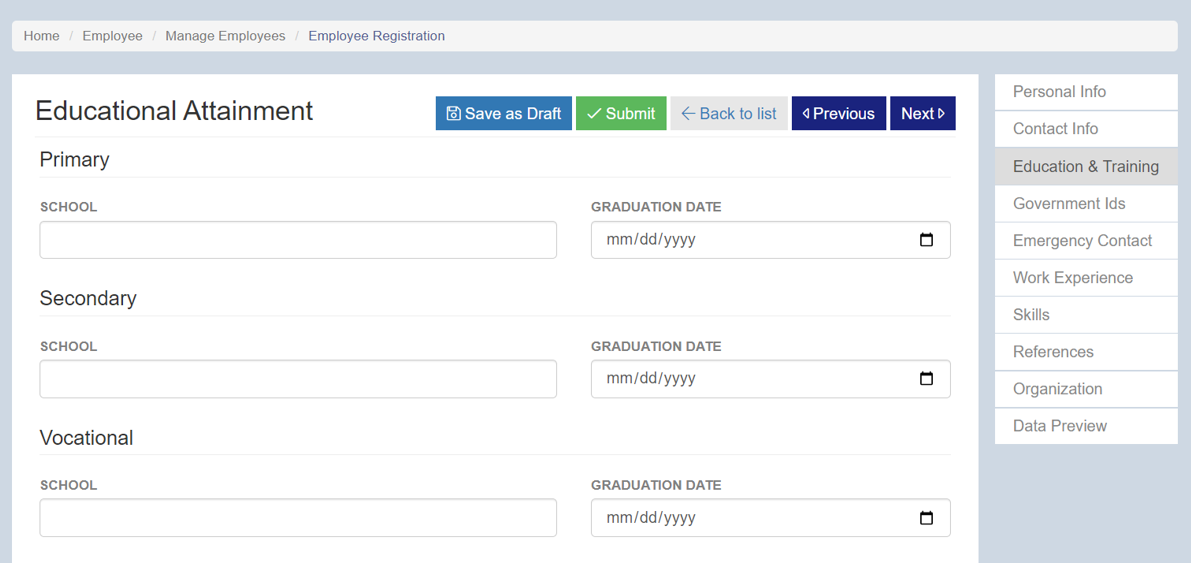 Home / Employee / Manage Employees / Employee Registration
Educational Attainment
Save as Draft
Submit
Back to list
Previous
Next
Primary
SCHOOL
GRADUATION DATE
mm/dd/yyyy
Secondary
SCHOOL
GRADUATION DATE
mm/dd/yyyy
Vocational
SCHOOL
GRADUATION DATE
mm/dd/yyyy
Personal Info
Contact Info
Education & Training
Government Ids
Emergency Contact
Work Experience
Skills
References
Organization
Data Preview